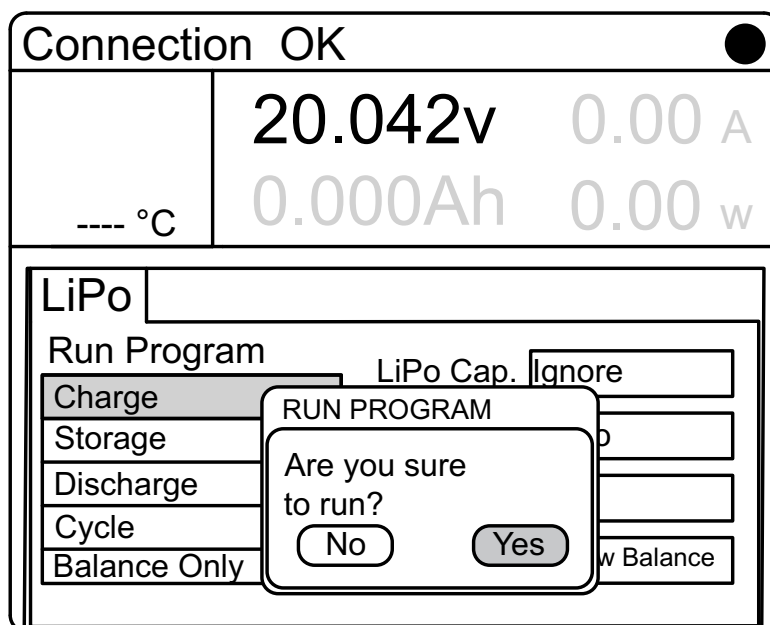 Connection OK
20.042v 0.00 A
---- °C 0.000Ah 0.00 W
LiPo
Run Program
LiPo Cap. Ignore
Charge
RUN PROGRAM
Storage
Are you sure
to run?
Discharge
Cycle
No Yes
Balance Only
Balance